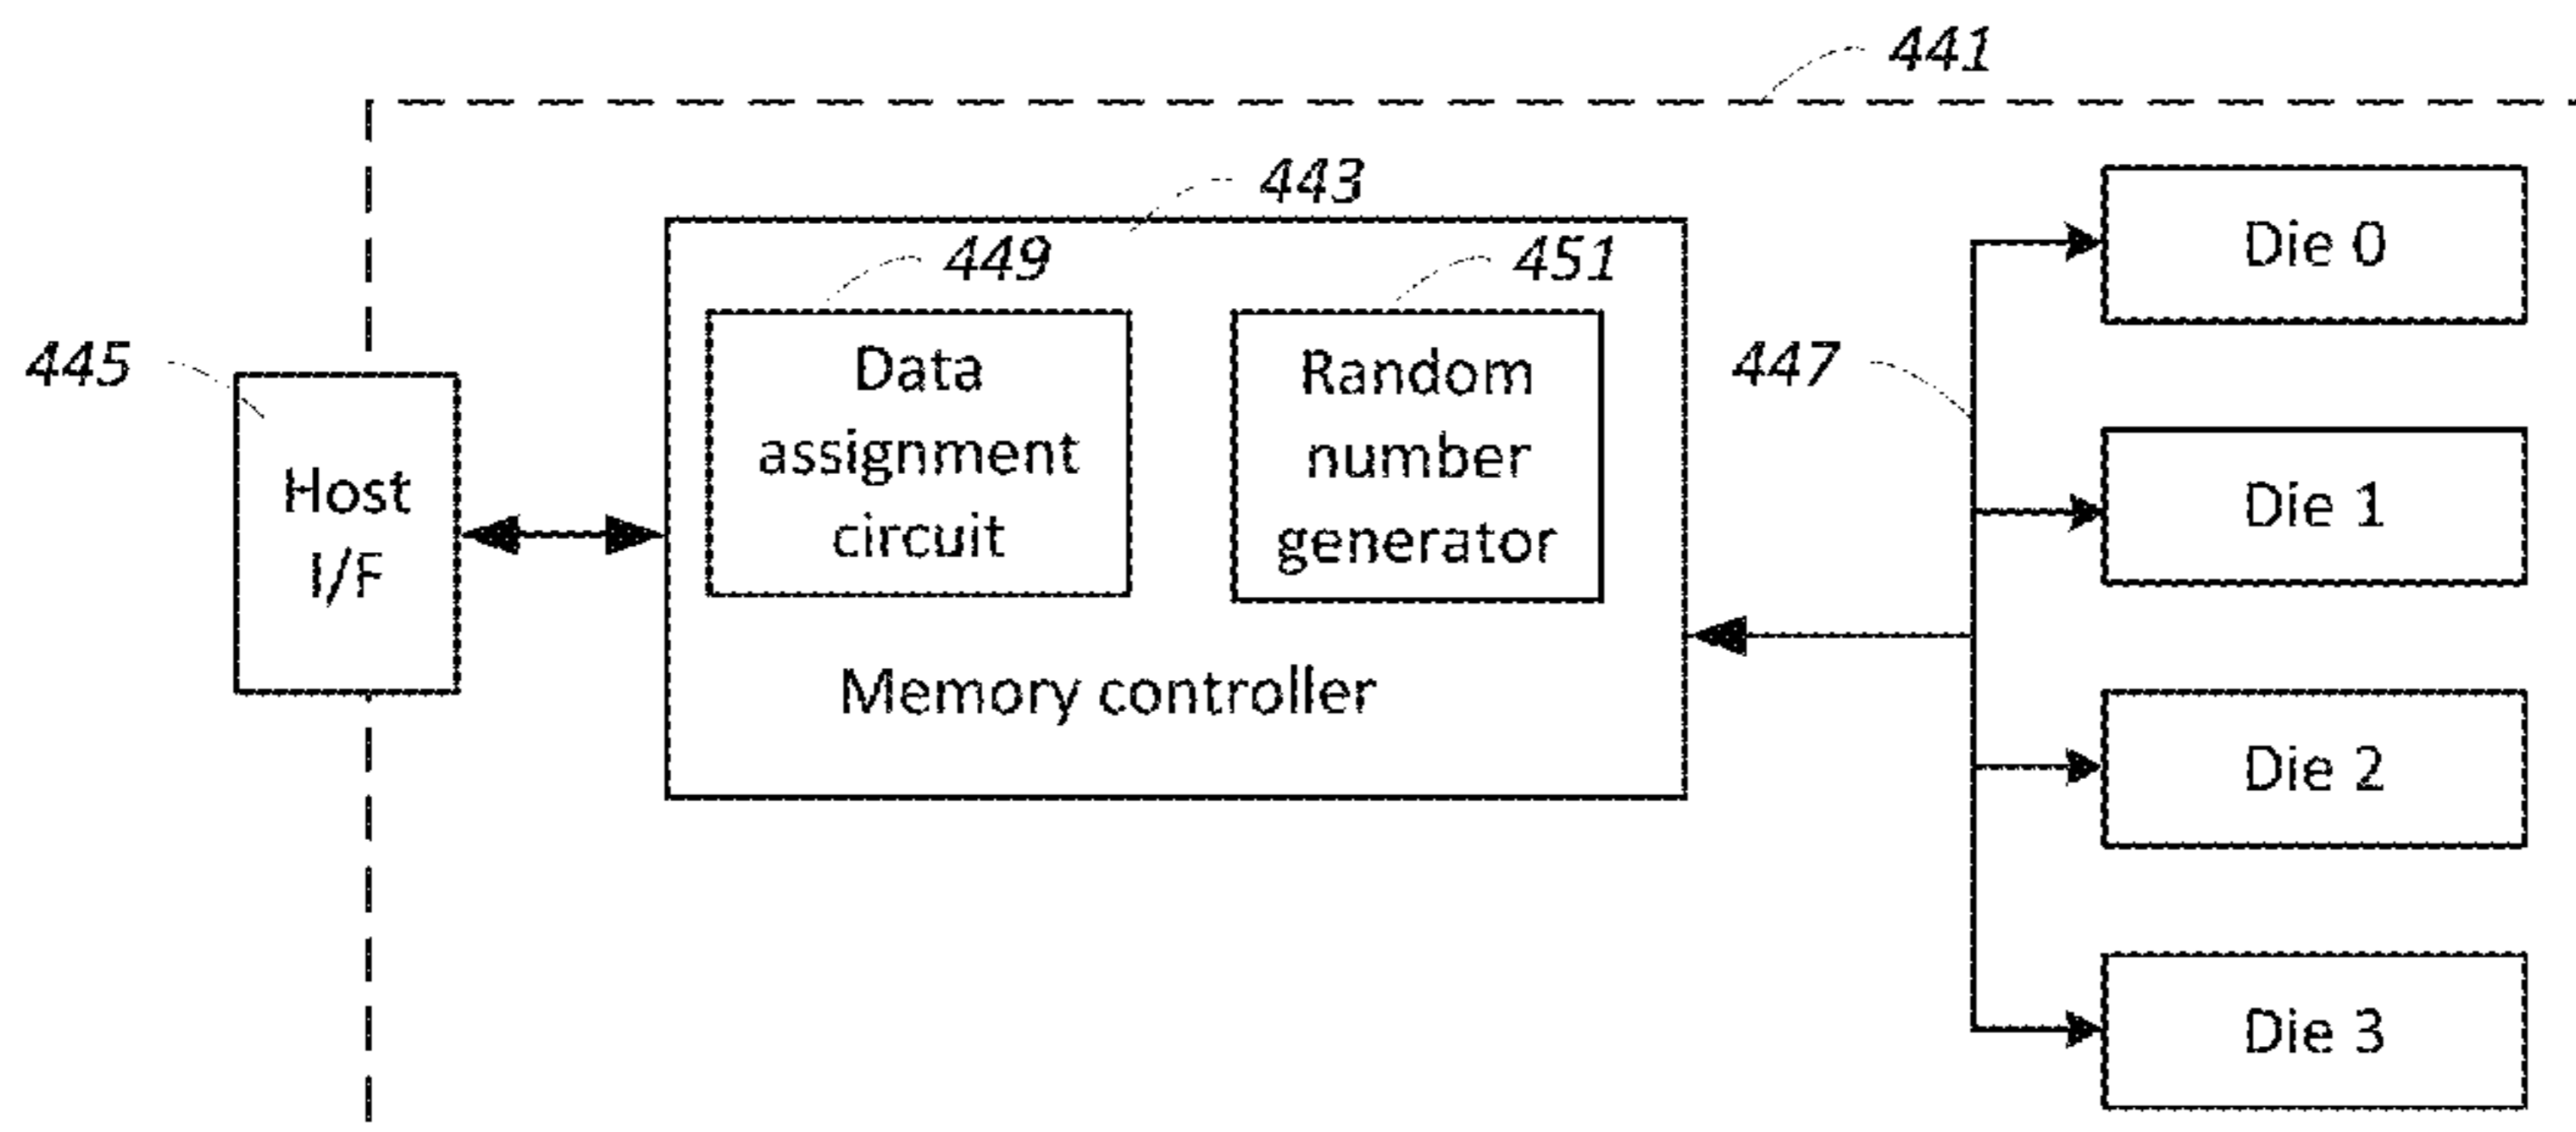 441
443
449
451
445
447
Data
assignment
circuit
Random
number
generator
Host
I/F
Memory controller
Die 0
Die 1
Die 2
Die 3